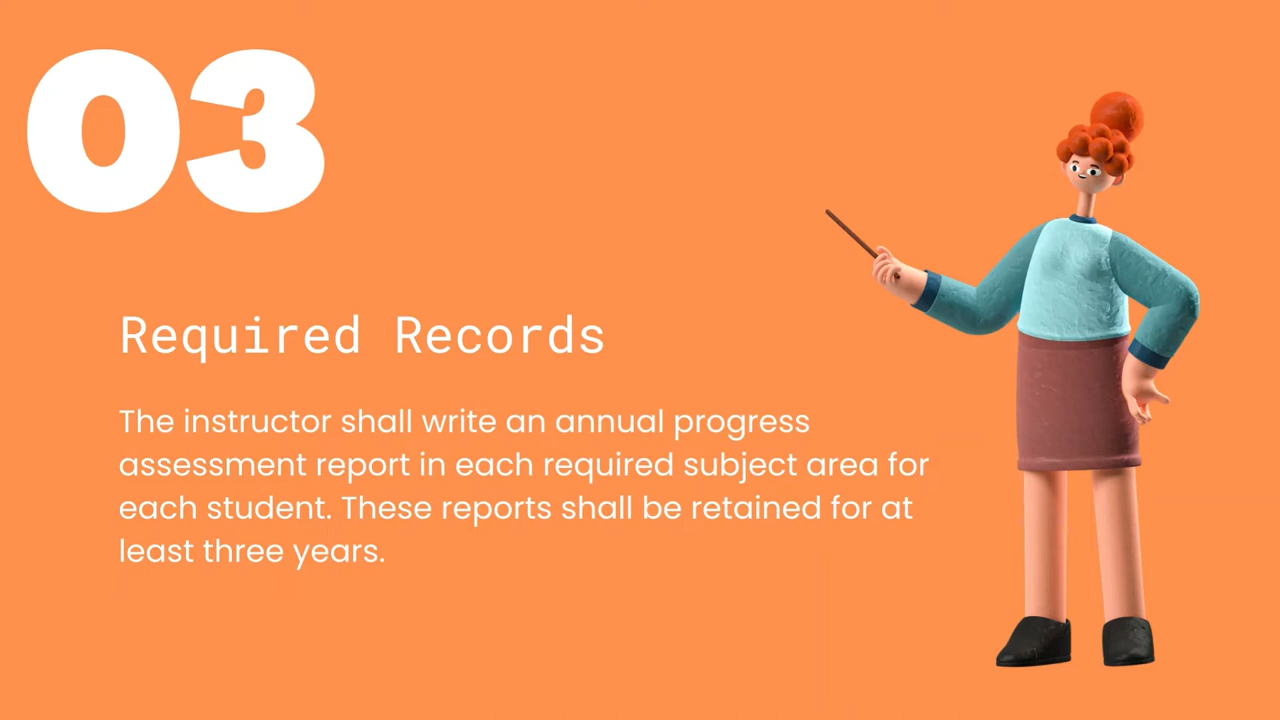 03
Required Records
The instructor shall write an annual progress
assessment report in each required subject area for
each student. These reports shall be retained for at
least three years.